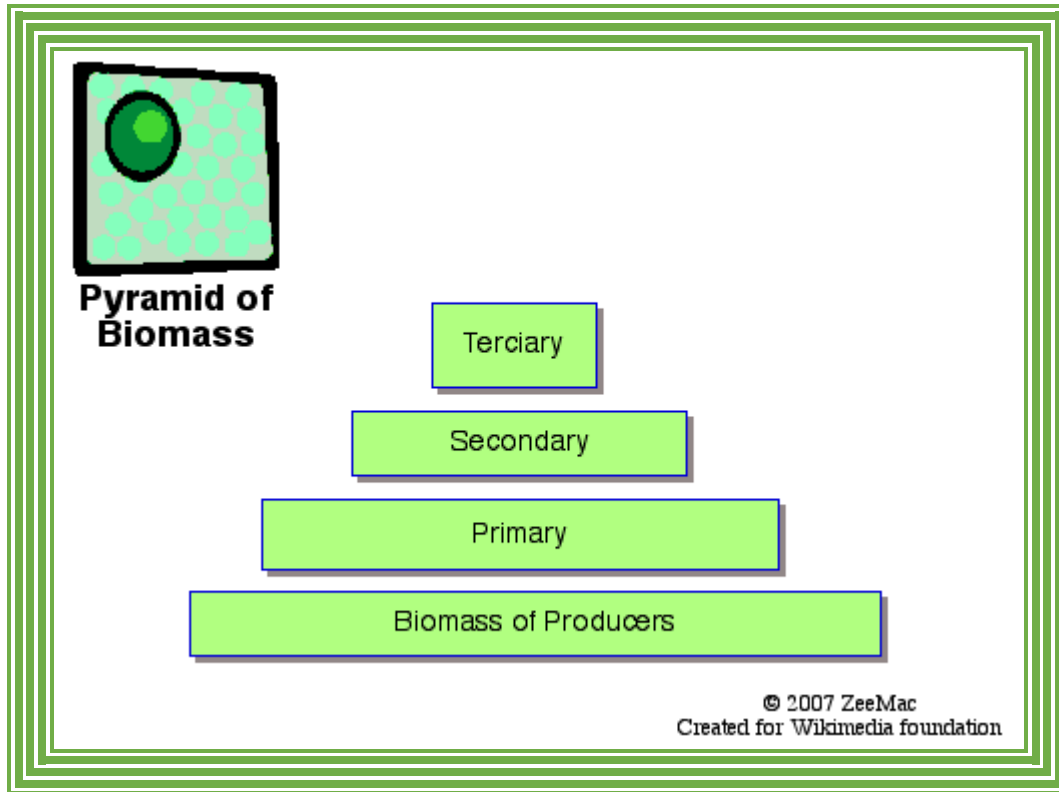 Pyramid of
Biomass
Terciary
Secondary
Primary
Biomass of Producers
© 2007 ZeeMac
Created for Wikimedia foundation